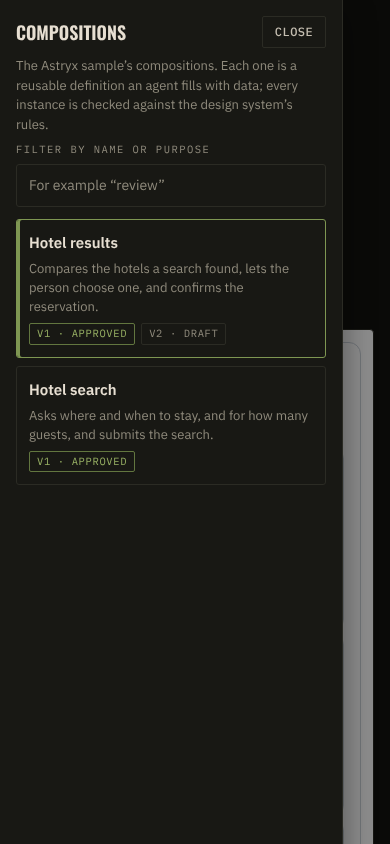 COMPOSITIONS
CLOSE
The Astryx sample’s compositions. Each one is a
reusable definition an agent fills with data; every
instance is checked against the design system’s
rules.
FILTER BY NAME OR PURPOSE
For example “review”
Hotel results
Compares the hotels a search found, lets the
person choose one, and confirms the
reservation.
V1 · APPROVED
V2 · DRAFT
Hotel search
Asks where and when to stay, and for how many
guests, and submits the search.
V1 · APPROVED